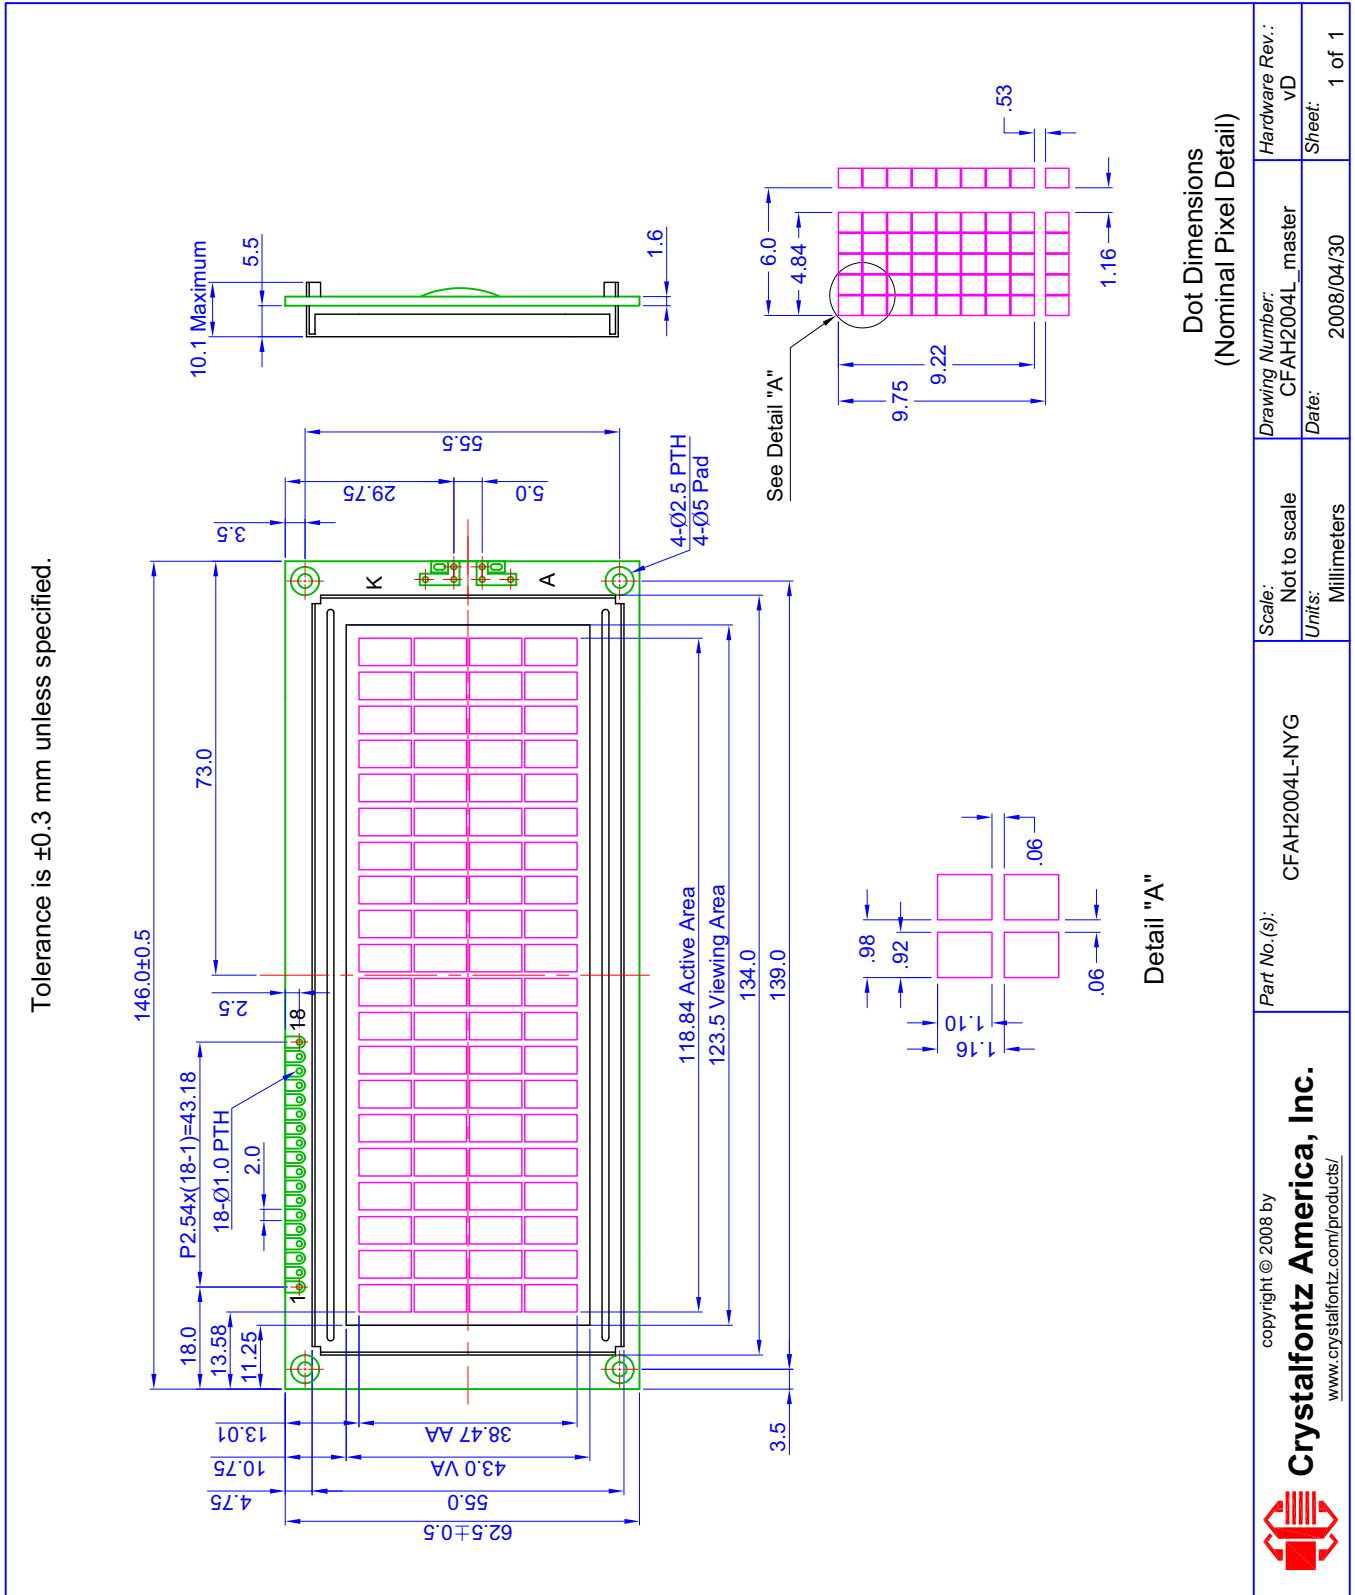 Tolerance is ±0.3 mm unless specified.
146.0±0.5
73.0
P2.54x(18-1)=43.18
18.0
2.5
18-Ø1.0 PTH
2.0
13.58
11.25
1
18
3.5
29.75
55.5
5.0
K
A
4-Ø2.5 PTH
4-Ø5 Pad
13.01
10.75
4.75
38.47 AA
43.0 VA
55.0
62.5±0.5
118.84 Active Area
123.5 Viewing Area
134.0
139.0
3.5
10.1 Maximum
5.5
1.6
See Detail "A"
6.0
4.84
.53
1.16
9.22
9.75
Dot Dimensions
(Nominal Pixel Detail)
.98
.92
1.10
1.16
.06
.06
Detail "A"
copyright © 2008 by
Crystalfontz America, Inc.
www.crystalfontz.com/products/
Part No.(s):
CFAH2004L-NYG
Scale:
Not to scale
Units:
Millimeters
Drawing Number:
CFAH2004L_master
Date:
2008/04/30
Hardware Rev.:
vD
Sheet:
1 of 1